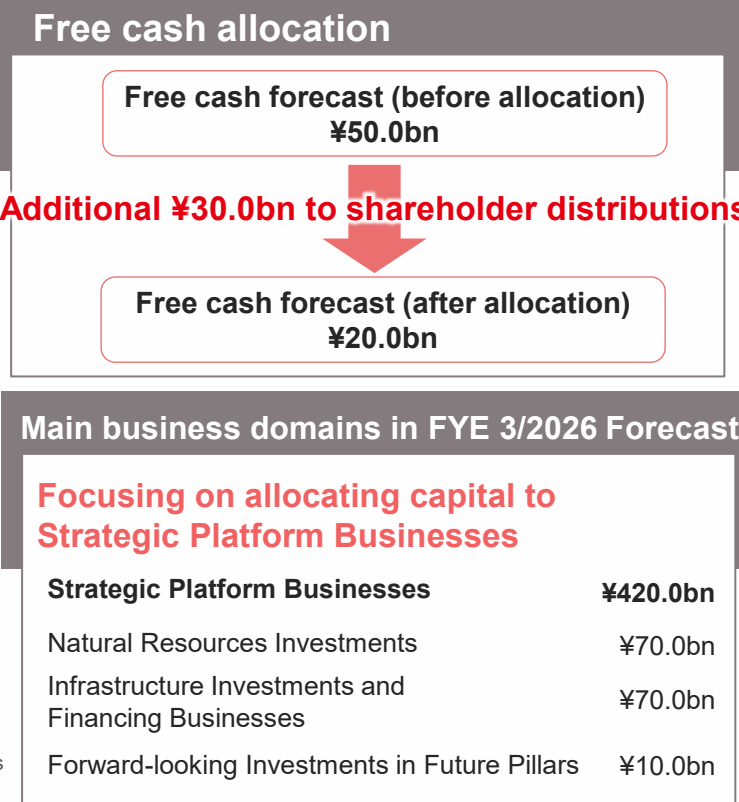 Free cash allocation
Free cash forecast (before allocation)
¥50.0bn
Additional ¥30.0bn to shareholder distributions
Free cash forecast (after allocation)
¥20.0bn
Main business domains in FYE 3/2026 Forecast
Focusing on allocating capital to
Strategic Platform Businesses
Strategic Platform Businesses ¥420.0bn
Natural Resources Investments ¥70.0bn
Infrastructure Investments and
Financing Businesses ¥70.0bn
s Forward-looking Investments in Future Pillars ¥10.0bn